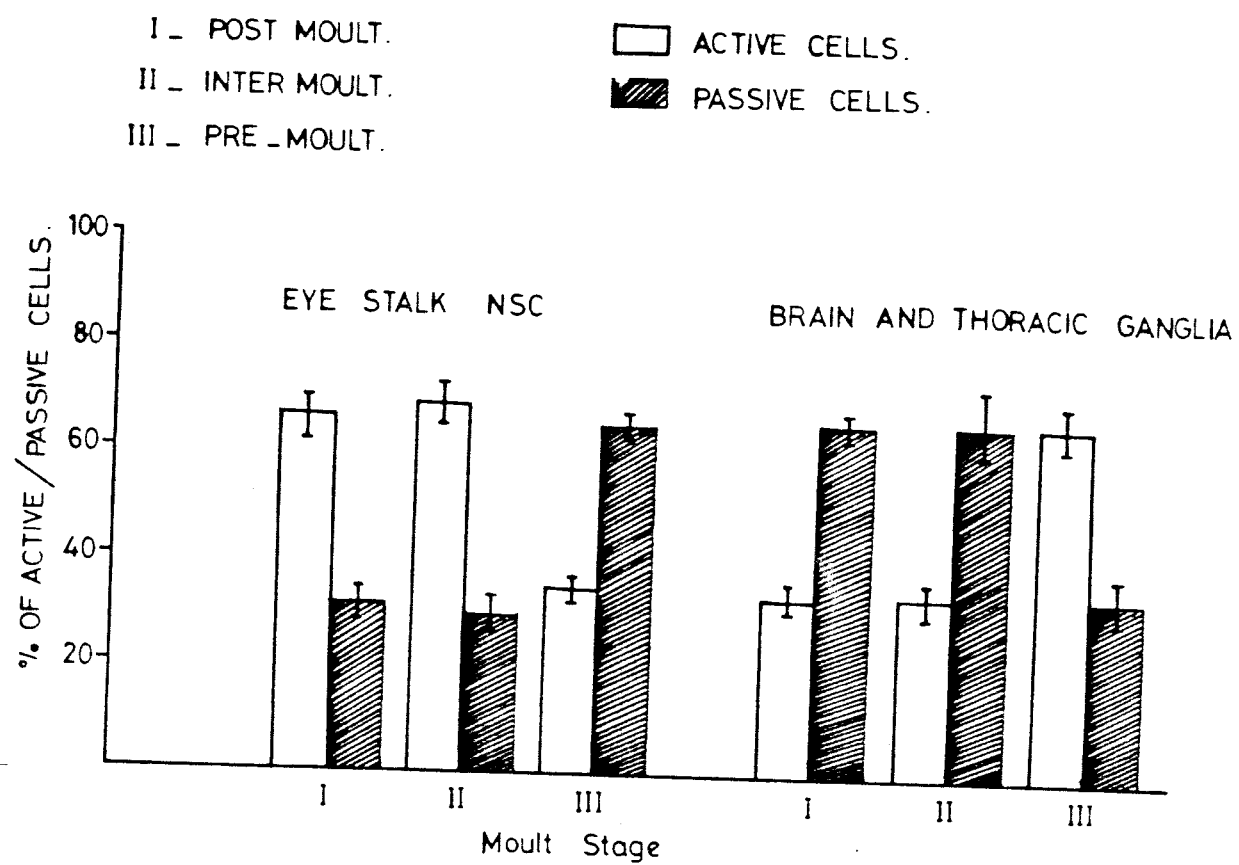 I _ POST MOULT.
II _ INTER MOULT.
III _ PRE _ MOULT.
ACTIVE CELLS.
PASSIVE CELLS.
% OF ACTIVE / PASSIVE CELLS.
100
80
60
40
20
EYE STALK NSC
BRAIN AND THORACIC GANGLIA
I II III I II III
Moult Stage